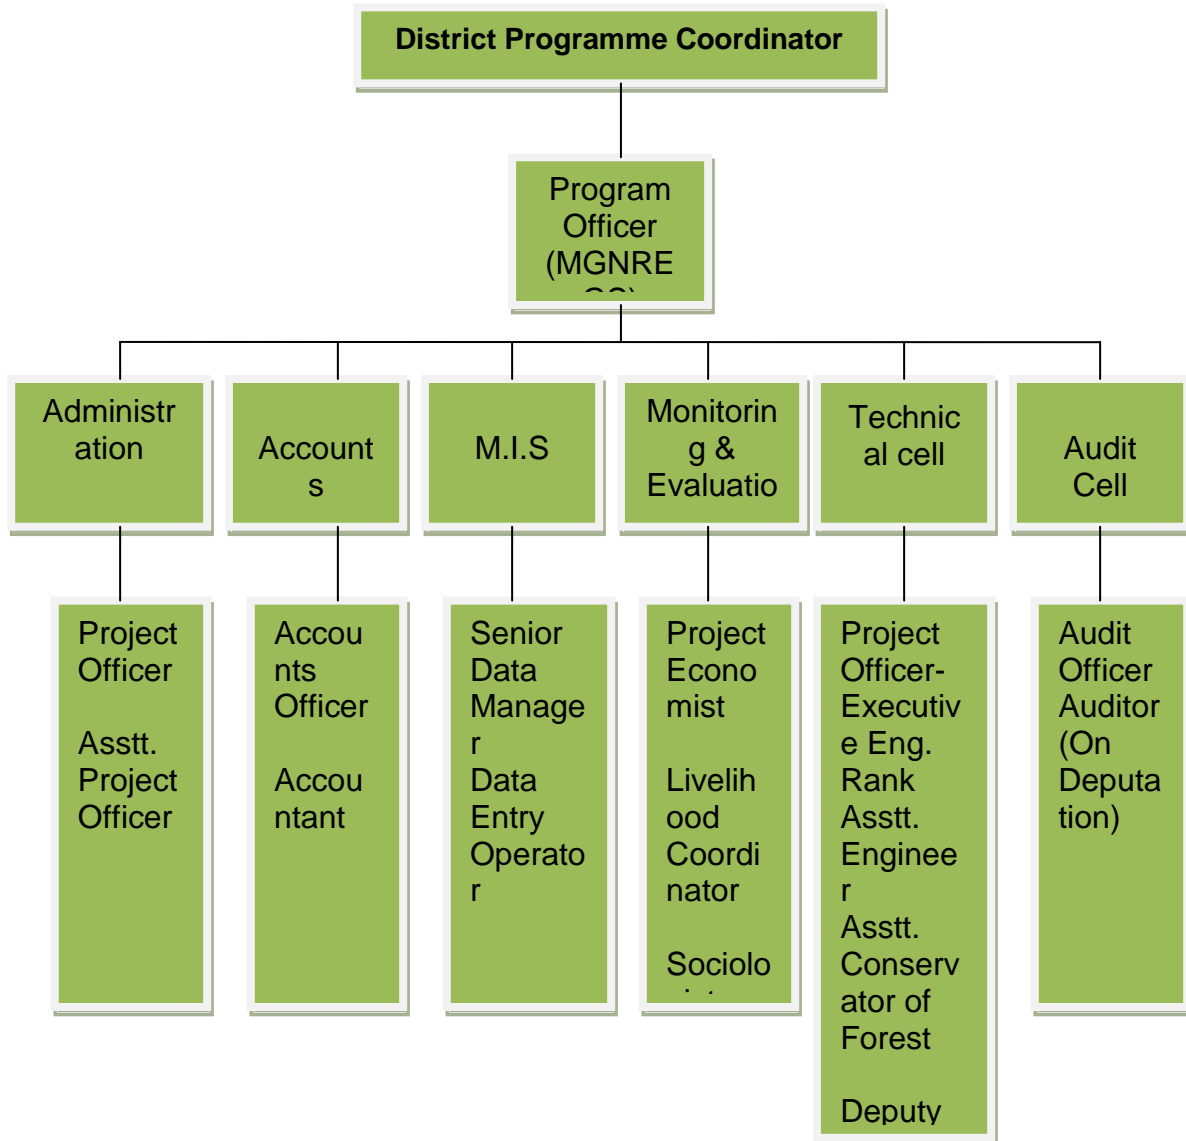 District Programme Coordinator
Program
Officer
(MGNRE
Administr
ation
Account
s
M.I.S
Monitorin
g &
Evaluatio
Technic
al cell
Audit
Cell
Project
Officer
Asstt.
Project
Officer
Accou
nts
Officer
Accou
ntant
Senior
Data
Manage
r
Data
Entry
Operato
r
Project
Econo
mist
Livelih
ood
Coordi
nator
Sociolo
Project
Officer-
Executiv
e Eng.
Rank
Asstt.
Enginee
r
Asstt.
Conserv
ator of
Forest
Deputy
Audit
Officer
Auditor
(On
Deputa
tion)